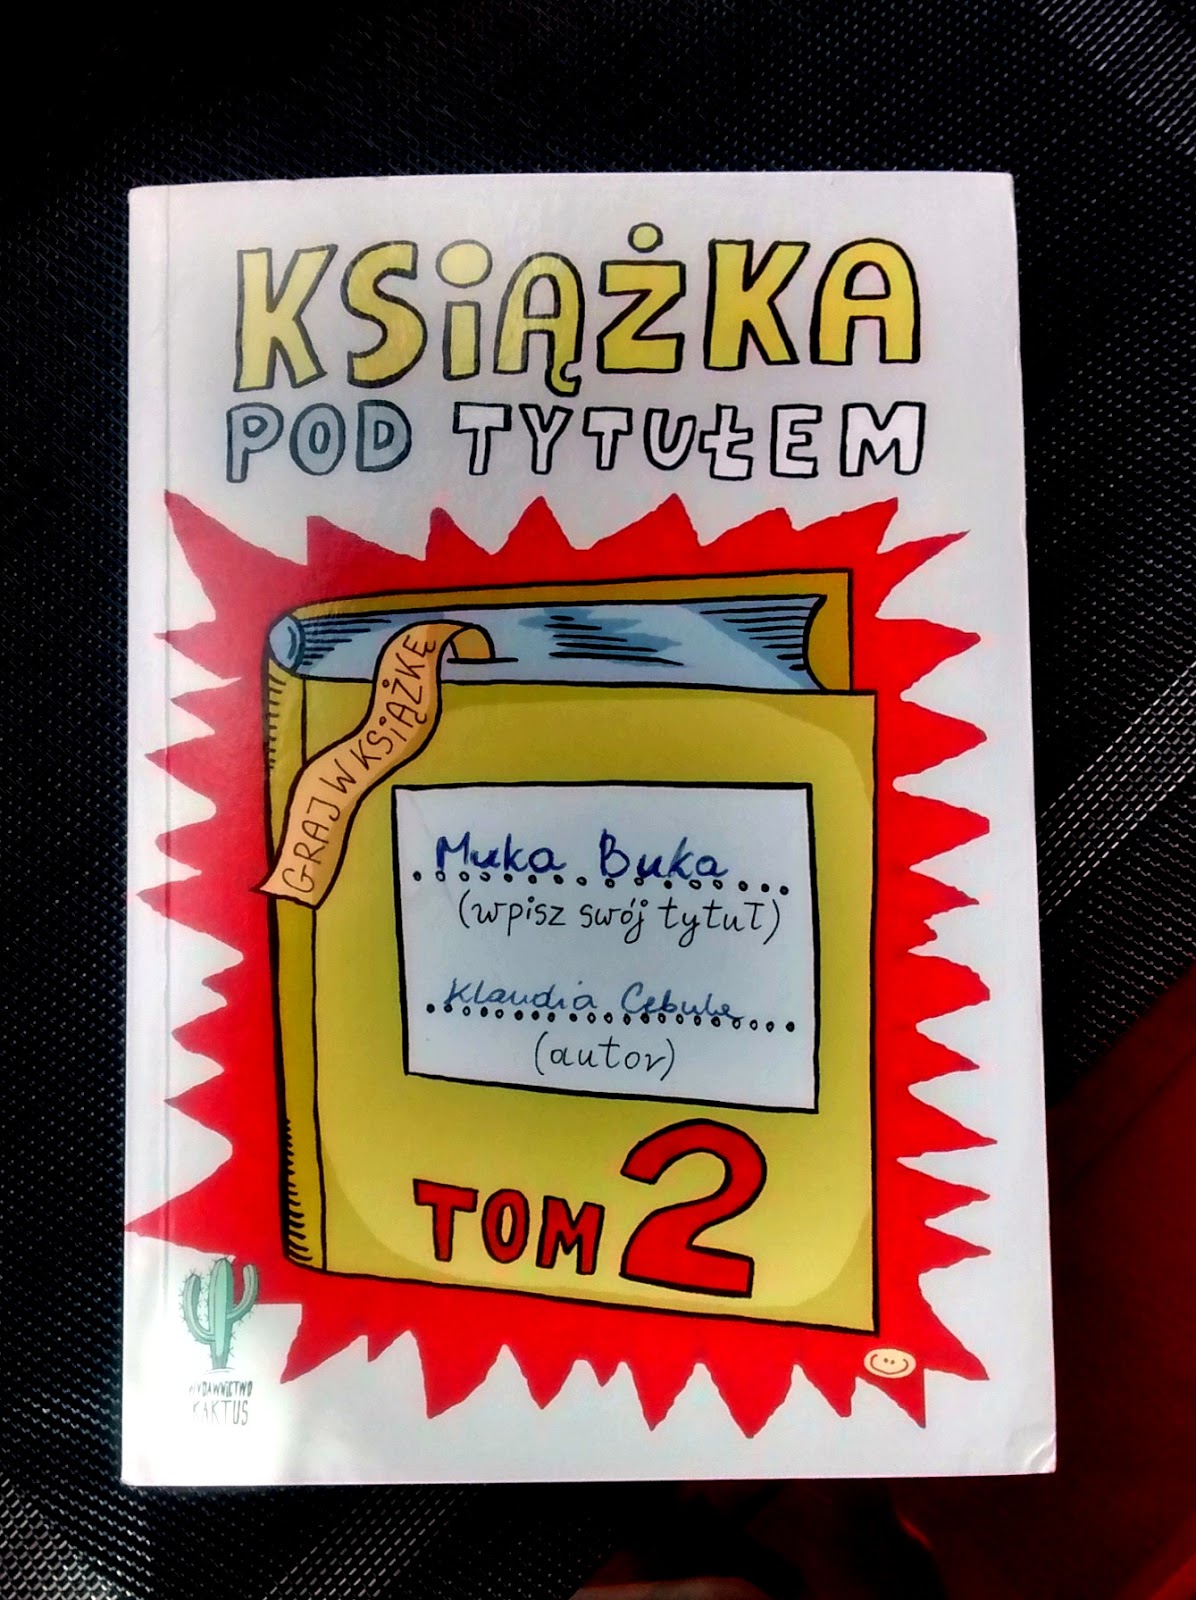 KSIĄŻKA
POD TYTUŁEM
GRAJ W KSIĄŻKĘ
Muka Buka
(wpisz swój tytuł)
Klaudia Cebula
(autor)
TOM 2
WYDAWNICTWO
KAKTUS